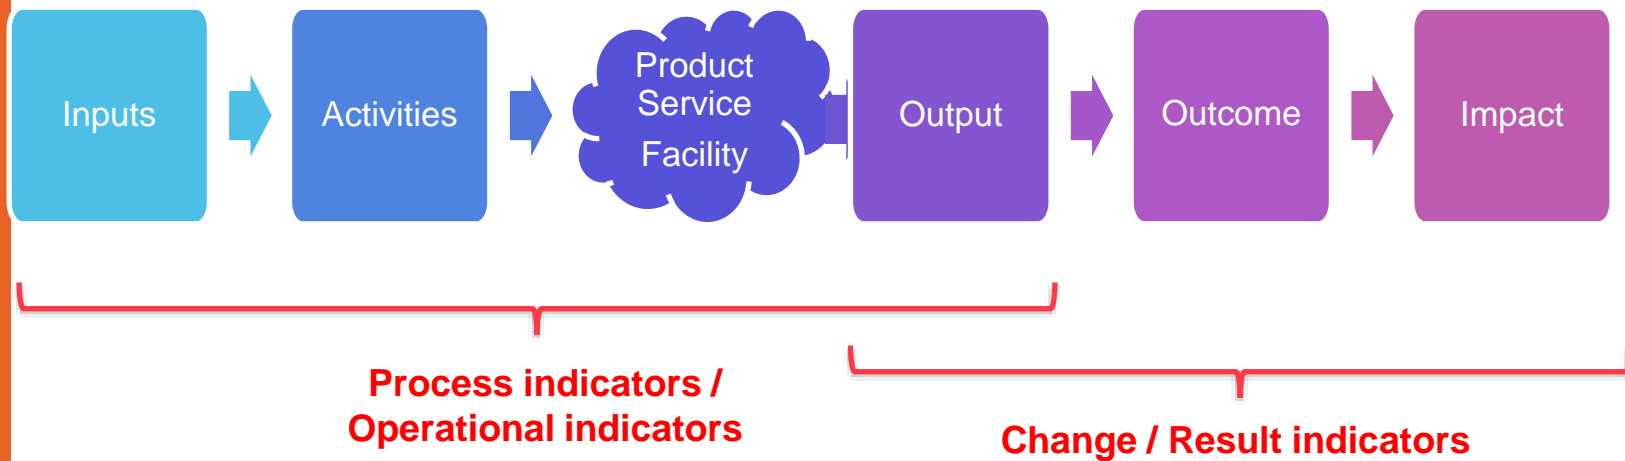 Inputs
Activities
Product
Service
Facility
Output
Outcome
Impact
Process indicators /
Operational indicators
Change / Result indicators